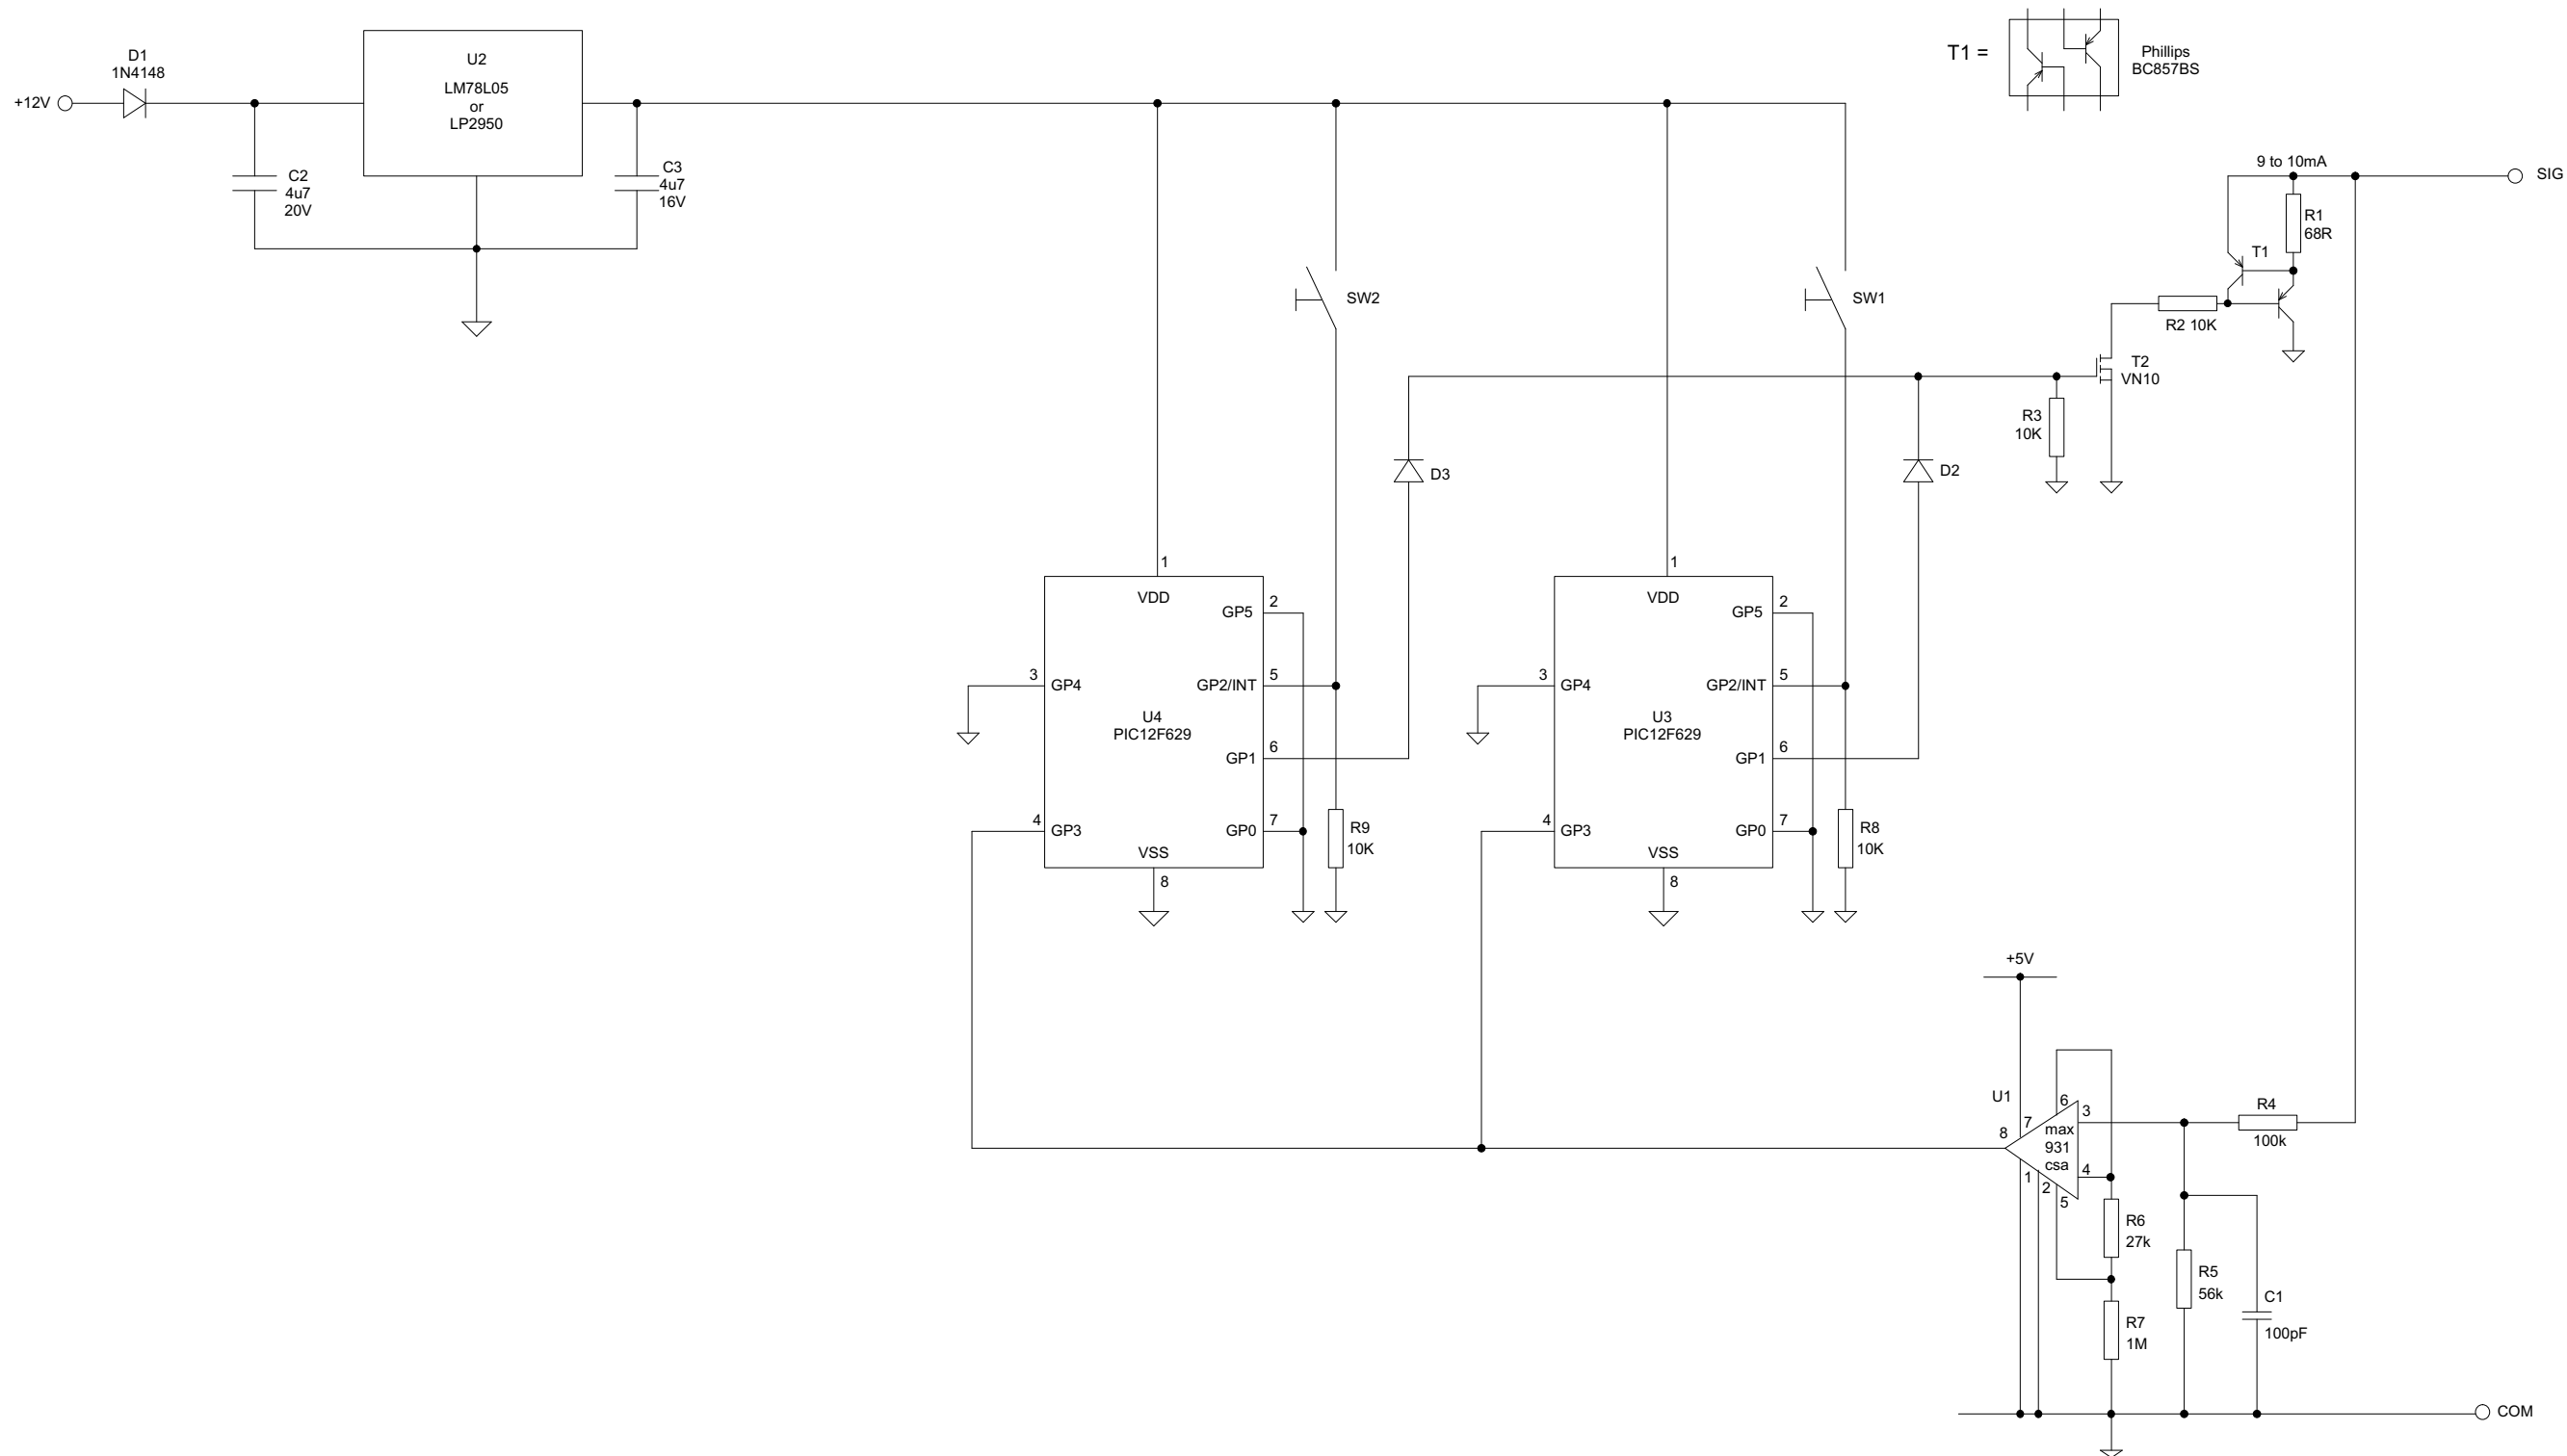 D1
1N4148
+12V
U2
LM78L05
or
LP2950
C2
4u7
20V
C3
4u7
16V
T1 =
Phillips
BC857BS
9 to 10mA
SIG
R1
68R
T1
R2 10K
T2
VN10
R3
10K
SW2
SW1
D3
D2
1
VDD
GP5
2
3
GP4
GP2/INT
5
U4
PIC12F629
GP1
6
4
GP3
GP0
7
VSS
8
R9
10K
1
VDD
GP5
2
3
GP4
GP2/INT
5
U3
PIC12F629
GP1
6
4
GP3
GP0
7
VSS
8
R8
10K
+5V
U1
6
3
7
8
max
931
csa
4
1
2
5
R4
100k
R6
27k
R5
56k
C1
100pF
R7
1M
COM